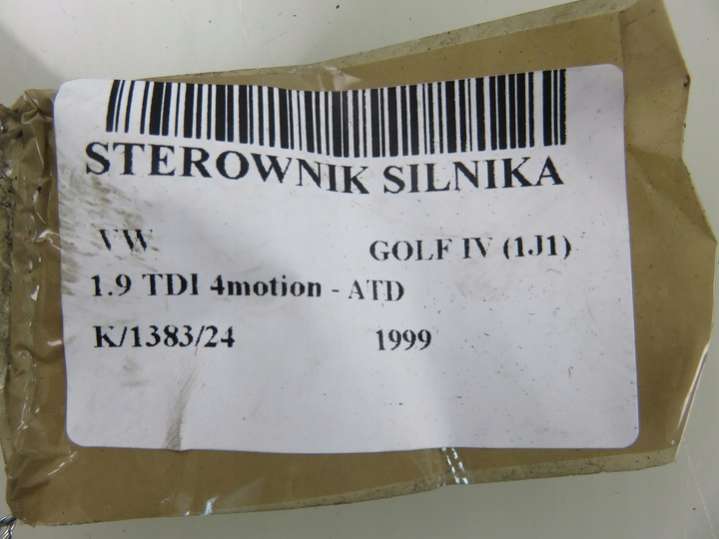 STEROWNIK SILNIKA
VW GOLF IV (1J1)
1.9 TDI 4motion - ATD
K/1383/24 1999